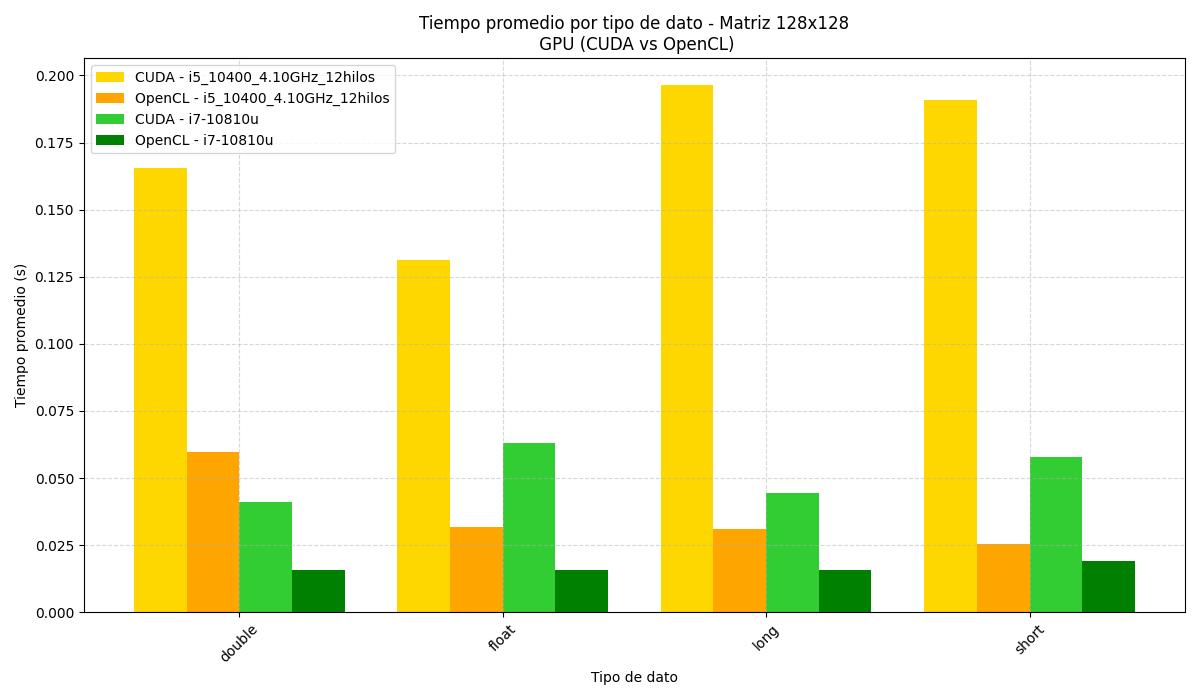 Tiempo promedio por tipo de dato - Matriz 128x128
GPU (CUDA vs OpenCL)
CUDA - i5_10400_4.10GHz_12hilos
OpenCL - i5_10400_4.10GHz_12hilos
CUDA - i7-10810u
OpenCL - i7-10810u
Tiempo promedio (s)
0.200
0.175
0.150
0.125
0.100
0.075
0.050
0.025
0.000
double
float
long
short
Tipo de dato